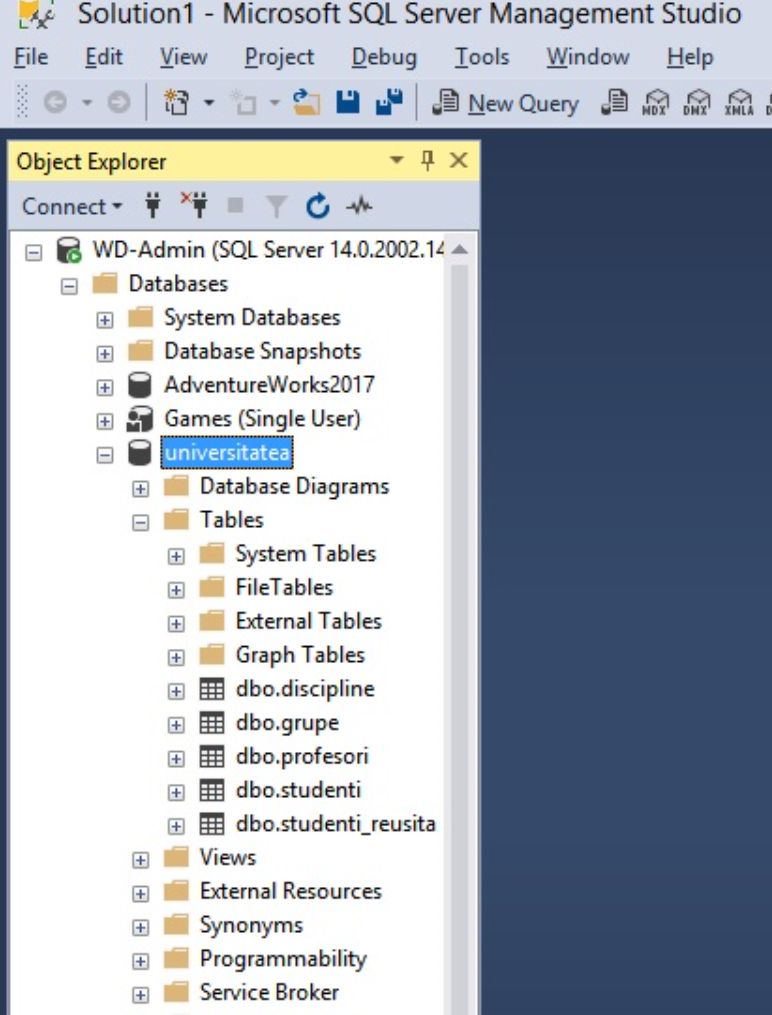 Solution1 - Microsoft SQL Server Management Studio
File Edit View Project Debug Tools Window Help
New Query MDX DMX XMLA
Object Explorer
Connect
WD-Admin (SQL Server 14.0.2002.14
Databases
System Databases
Database Snapshots
AdventureWorks2017
Games (Single User)
universitatea
Database Diagrams
Tables
System Tables
FileTables
External Tables
Graph Tables
dbo.discipline
dbo.grupe
dbo.profesori
dbo.studenti
dbo.studenti_reusita
Views
External Resources
Synonyms
Programmability
Service Broker